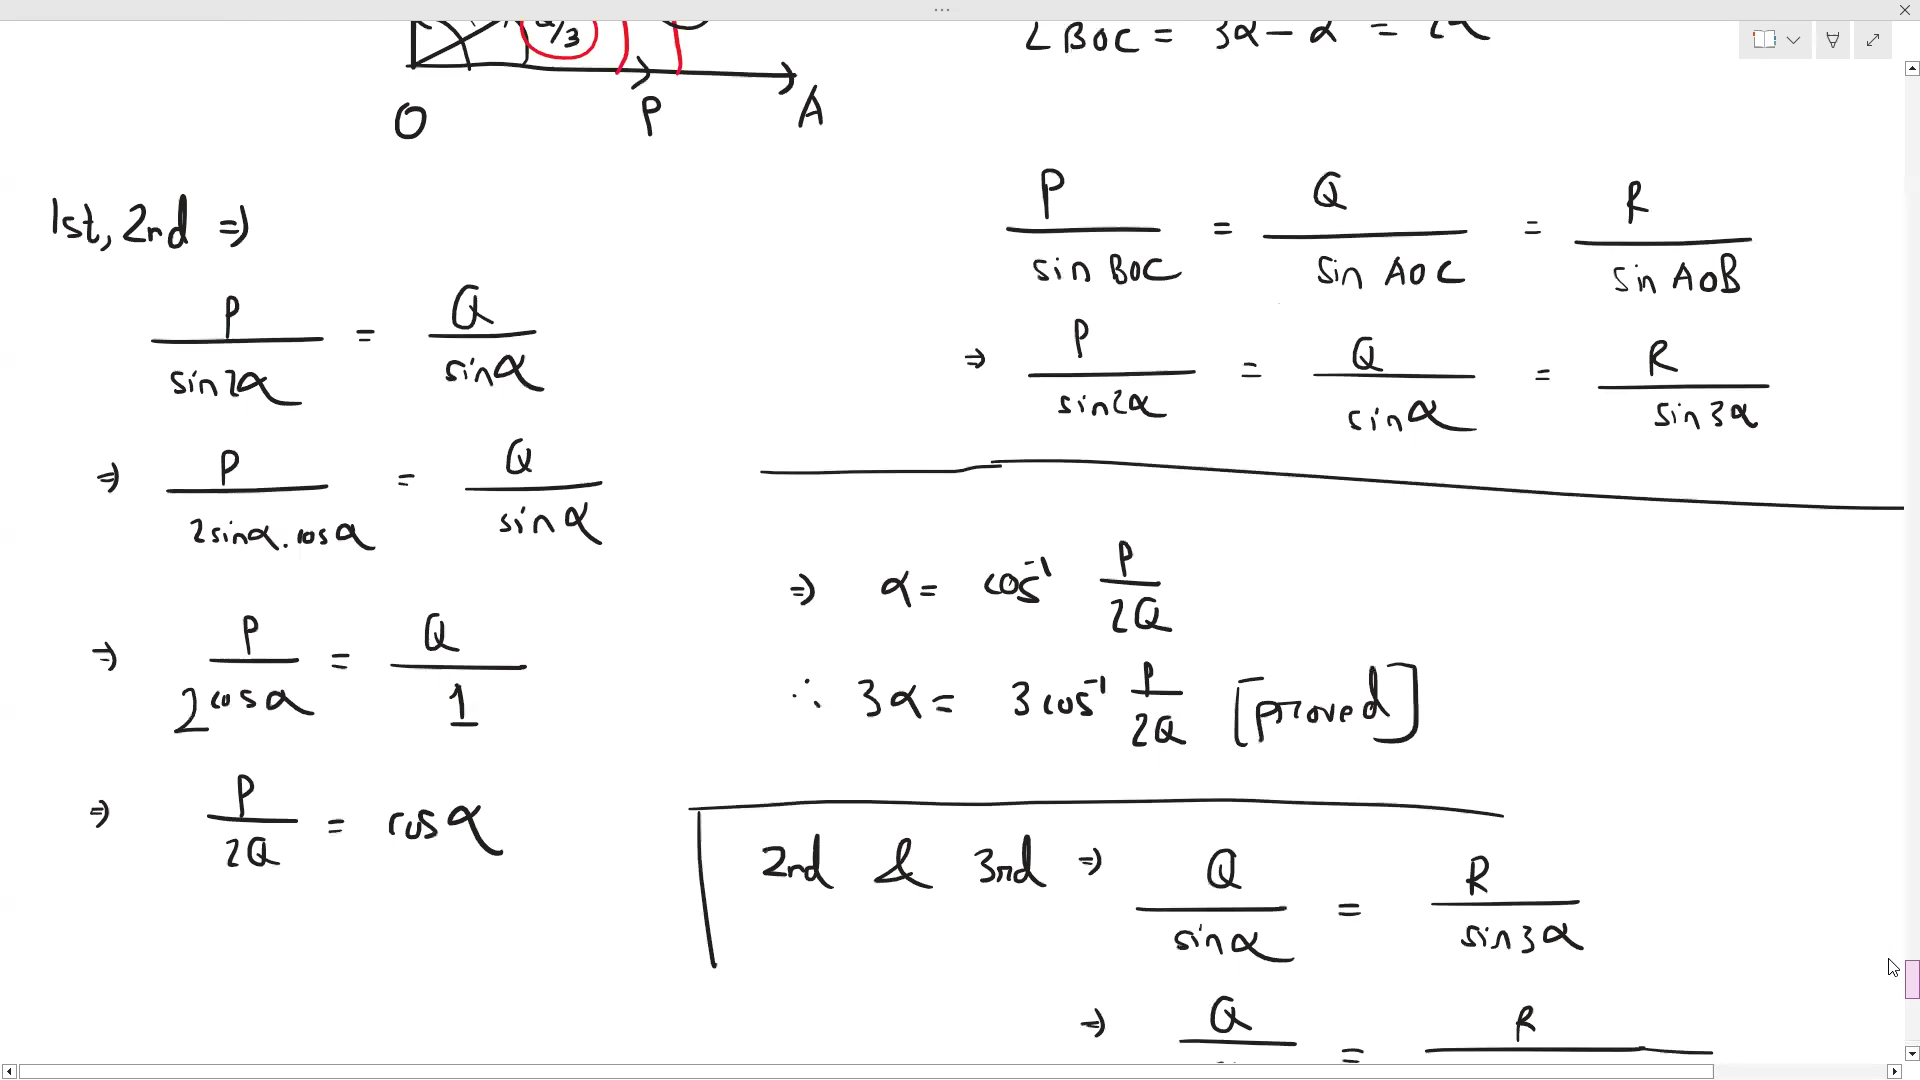 ∠BOC = 3α - α = 2α
O P A
1st, 2nd ⇒
P/sin2α = Q/sinα
⇒ P/2sinα.cosα = Q/sinα
⇒ P/2cosα = Q/1
⇒ P/2Q = cosα
P/sin BOC = Q/sin AOC = R/sin AOB
⇒ P/sin2α = Q/sinα = R/sin3α
⇒ α = cos⁻¹ P/2Q
∴ 3α = 3cos⁻¹ P/2Q [proved]
2nd & 3rd ⇒ Q/sinα = R/sin3α
⇒ Q = R